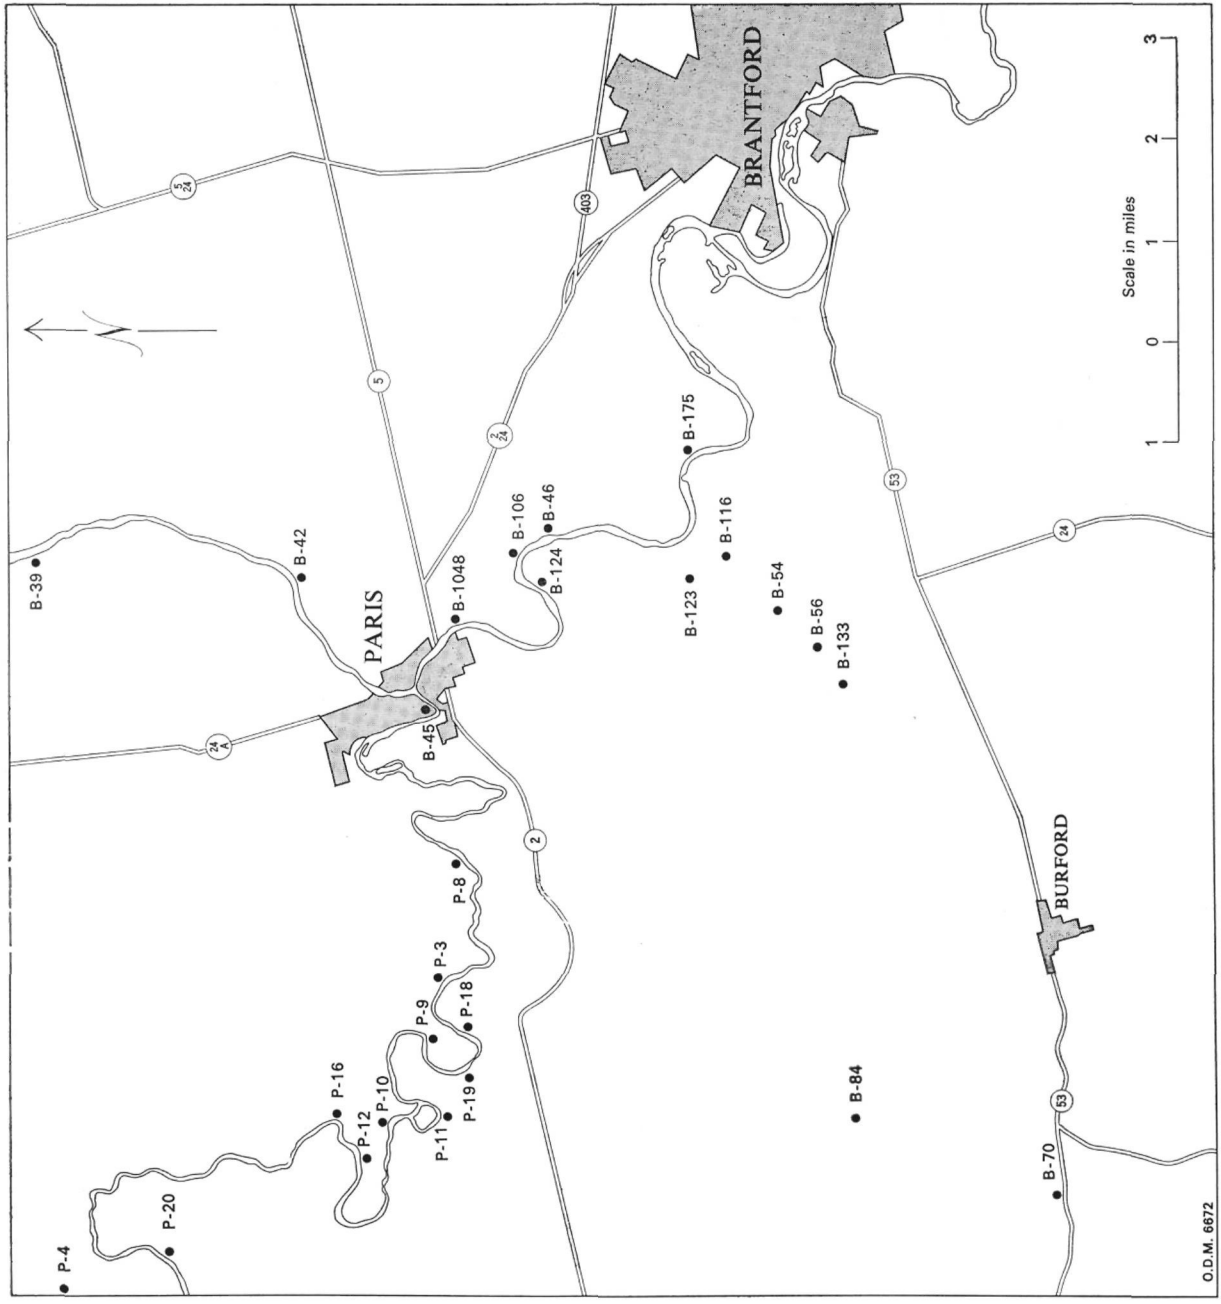 P-4
P-20
P-16
P-12
P-10
P-11
P-19
P-9
P-18
P-3
P-8
B-39
B-42
PARIS
B-45
B-1048
B-106
B-46
B-124
B-175
B-123
B-116
B-54
B-56
B-133
B-84
B-70
BURFORD
BRANTFORD
24
A
5
24
5
2
24
403
2
53
24
53
N
Scale in miles
1 0 1 2 3
O.D.M. 6672